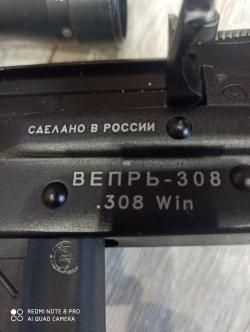 СДЕЛАНО В РОССИИ
ВЕПРЬ-308
.308 Win
REDMI NOTE 8 PRO
AI QUAD CAMERA